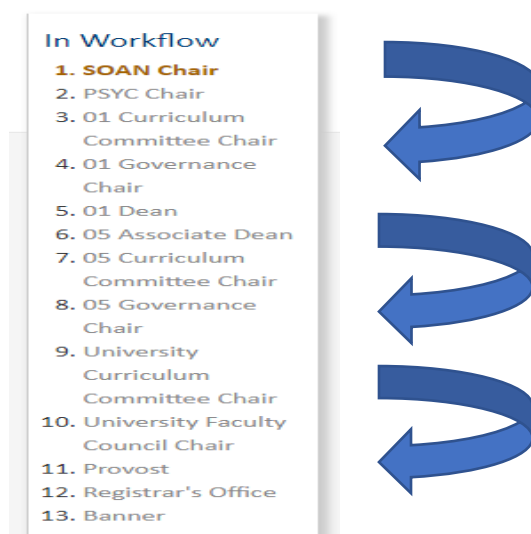 In Workflow
1. SOAN Chair
2. PSYC Chair
3. 01 Curriculum
Committee Chair
4. 01 Governance
Chair
5. 01 Dean
6. 05 Associate Dean
7. 05 Curriculum
Committee Chair
8. 05 Governance
Chair
9. University
Curriculum
Committee Chair
10. University Faculty
Council Chair
11. Provost
12. Registrar's Office
13. Banner